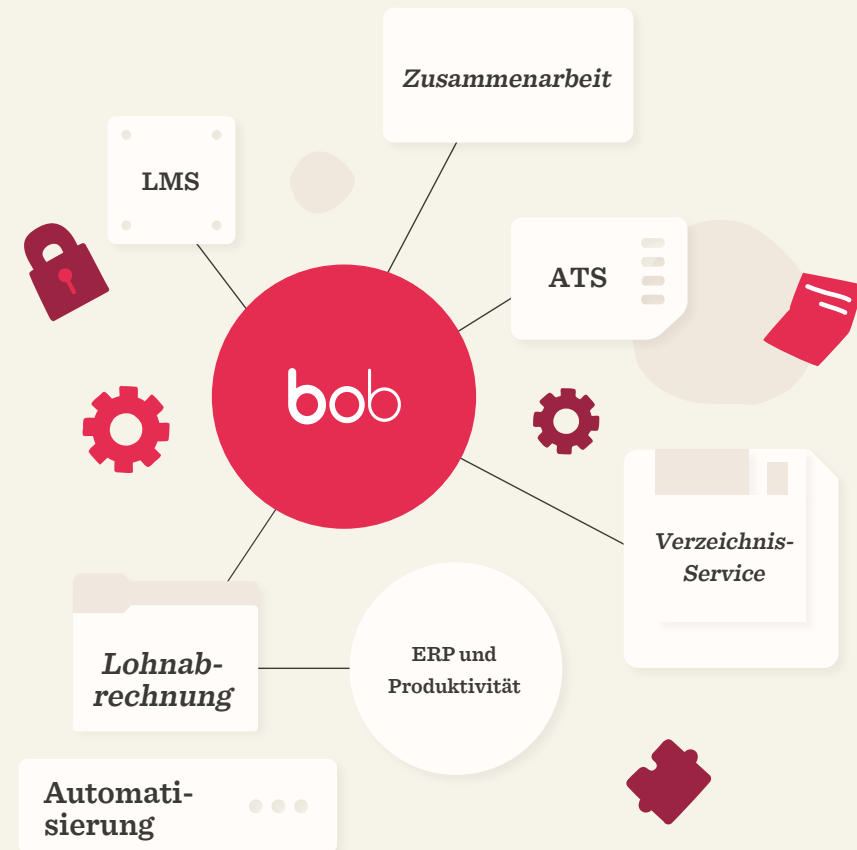 Zusammenarbeit
LMS
ATS
bob
Verzeichnis-
Service
Lohnab-
rechnung
ERP und
Produktivität
Automati-
sierung